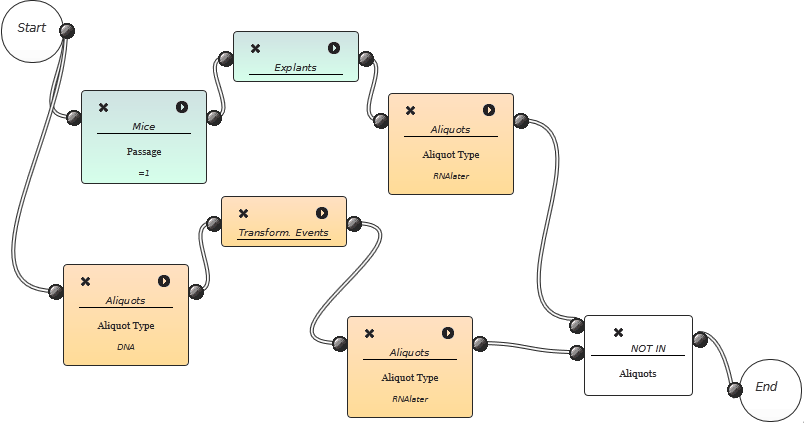 Start
Explants
Mice
Passage
=1
Aliquots
Aliquot Type
RNAlater
Transform. Events
Aliquots
Aliquot Type
DNA
Aliquots
Aliquot Type
RNAlater
NOT IN
Aliquots
End